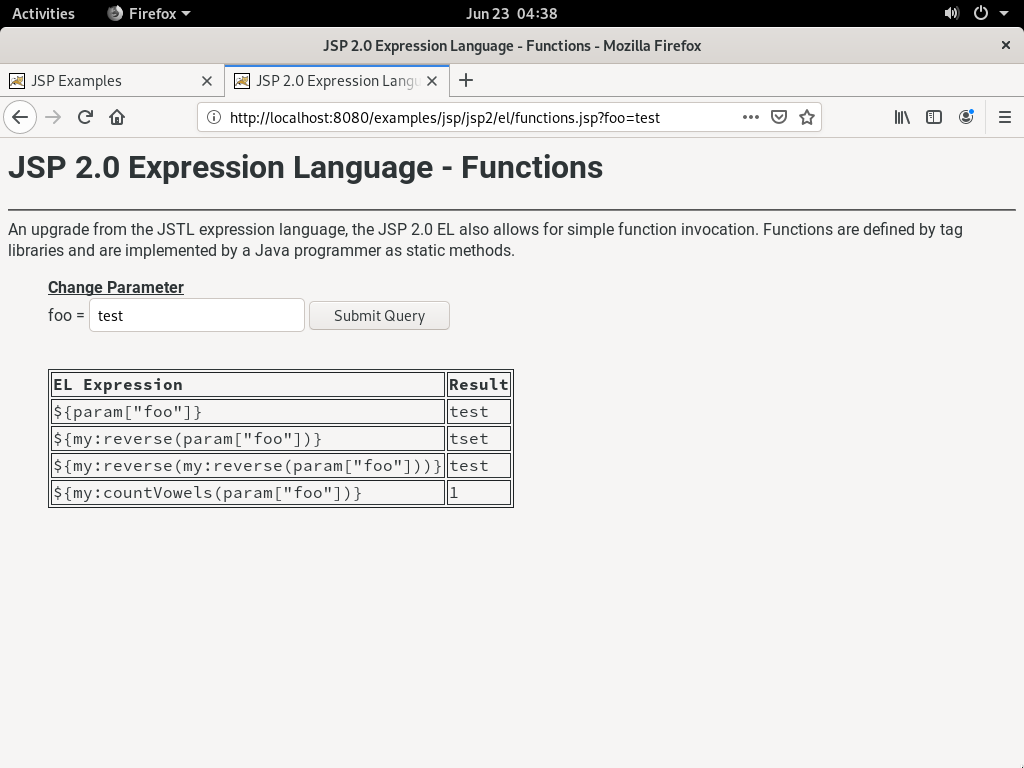 Activities Firefox Jun 23 04:38
JSP 2.0 Expression Language - Functions - Mozilla Firefox
JSP Examples JSP 2.0 Expression Langu
http://localhost:8080/examples/jsp/jsp2/el/functions.jsp?foo=test
JSP 2.0 Expression Language - Functions
An upgrade from the JSTL expression language, the JSP 2.0 EL also allows for simple function invocation. Functions are defined by tag
libraries and are implemented by a Java programmer as static methods.
Change Parameter
foo = test Submit Query
EL Expression Result
${param["foo"]} test
${my:reverse(param["foo"])} tset
${my:reverse(my:reverse(param["foo"]))} test
${my:countVowels(param["foo"])} 1